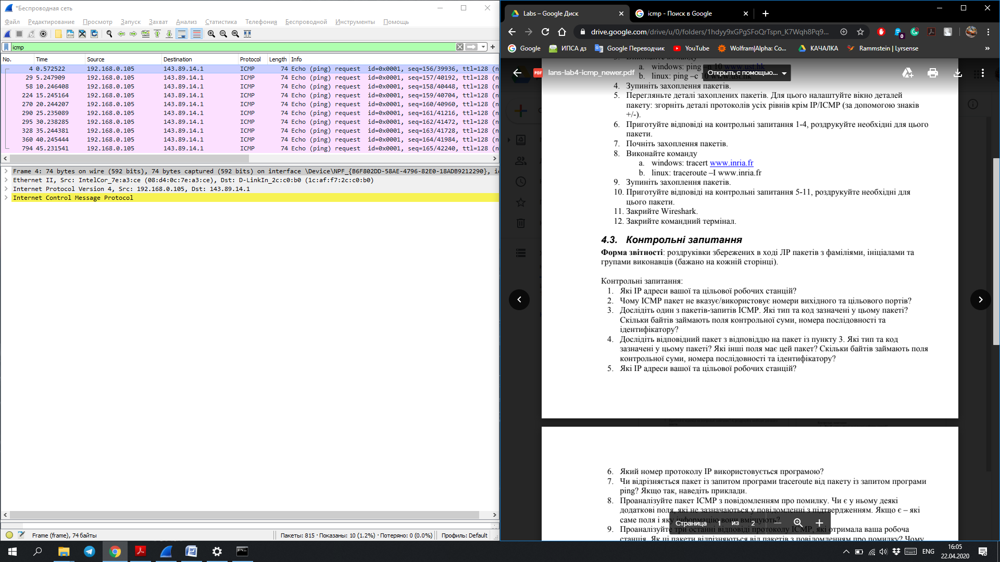 *Беспроводная сеть
Файл Редактирование Просмотр Запуск Захват Анализ Статистика Телефония Беспроводной Инструменты Помощь
icmp
No. Time Source Destination Protocol Length Info
4 0.572522 192.168.0.105 143.89.14.1 ICMP 74 Echo (ping) request id=0x0001, seq=156/39936, ttl=128 (n
29 5.247909 192.168.0.105 143.89.14.1 ICMP 74 Echo (ping) request id=0x0001, seq=157/40192, ttl=128 (n
58 10.246408 192.168.0.105 143.89.14.1 ICMP 74 Echo (ping) request id=0x0001, seq=158/40448, ttl=128 (n
224 15.245164 192.168.0.105 143.89.14.1 ICMP 74 Echo (ping) request id=0x0001, seq=159/40704, ttl=128 (n
270 20.244207 192.168.0.105 143.89.14.1 ICMP 74 Echo (ping) request id=0x0001, seq=160/40960, ttl=128 (n
290 25.235089 192.168.0.105 143.89.14.1 ICMP 74 Echo (ping) request id=0x0001, seq=161/41216, ttl=128 (n
295 30.238285 192.168.0.105 143.89.14.1 ICMP 74 Echo (ping) request id=0x0001, seq=162/41472, ttl=128 (n
328 35.244381 192.168.0.105 143.89.14.1 ICMP 74 Echo (ping) request id=0x0001, seq=163/41728, ttl=128 (n
360 40.245444 192.168.0.105 143.89.14.1 ICMP 74 Echo (ping) request id=0x0001, seq=164/41984, ttl=128 (n
794 45.231541 192.168.0.105 143.89.14.1 ICMP 74 Echo (ping) request id=0x0001, seq=165/42240, ttl=128 (n
Frame 4: 74 bytes on wire (592 bits), 74 bytes captured (592 bits) on interface \Device\NPF_{B6F802DD-58AE-4796-82E0-18ADB9212290}, i
Ethernet II, Src: IntelCor_7e:a3:ce (08:d4:0c:7e:a3:ce), Dst: D-LinkIn_2c:c0:b0 (1c:af:f7:2c:c0:b0)
Internet Protocol Version 4, Src: 192.168.0.105, Dst: 143.89.14.1
Internet Control Message Protocol
Frame (frame), 74 байты
Пакеты: 815 · Показаны: 10 (1.2%) · Потеряно: 0 (0.0%)
Профиль: Default
Labs – Google Диск
icmp - Поиск в Google
drive.google.com/drive/u/0/folders/1hdyy9xGPgSFoQrTspn_K7Wqh8Pq9...
0
Google ИПСА дз Google Переводчик YouTube Wolfram|Alpha: Co... КАЧАЛКА Rammstein | Lyrsense »
PDF lans-lab4-icmp_newer.pdf
Открыть с помощью...
a. windows: ping –n 10 www.ust.hk
b. linux: ping –c 10 www.ust.hk
4. Зупиніть захоплення пакетів.
5. Перегляньте деталі захоплених пакетів. Для цього налаштуйте вікно деталей
пакету: згорніть деталі протоколів усіх рівнів крім IP/ICMP (за допомогою знаків
+/-).
6. Приготуйте відповіді на контрольні запитання 1-4, роздрукуйте необхідні для цього
пакети.
7. Почніть захоплення пакетів.
8. Виконайте команду
a. windows: tracert www.inria.fr
b. linux: traceroute –I www.inria.fr
9. Зупиніть захоплення пакетів.
10. Приготуйте відповіді на контрольні запитання 5-11, роздрукуйте необхідні для
цього пакети.
11. Закрийте Wireshark.
12. Закрийте командний термінал.
4.3. Контрольні запитання
Форма звітності: роздруківки збережених в ході ЛР пакетів з фаміліями, ініціалами та
групами виконавців (бажано на кожній сторінці).
Контрольні запитання:
1. Які IP адреси вашої та цільової робочих станцій?
2. Чому ICMP пакет не вказує/використовує номери вихідного та цільового портів?
3. Дослідіть один з пакетів-запитів ICMP. Які тип та код зазначені у цьому пакеті?
Скільки байтів займають поля контрольної суми, номера послідовності та
ідентифікатору?
4. Дослідіть відповідний пакет з відповіддю на пакет із пункту 3. Які тип та код
зазначені у цьому пакеті? Які інші поля має цей пакет? Скільки байтів займають поля
контрольної суми, номера послідовності та ідентифікатору?
5. Які IP адреси вашої та цільової робочих станцій?
6. Який номер протоколу IP використовується програмою?
7. Чи відрізняється пакет із запитом програми traceroute від пакету із запитом програми
ping? Якщо так, наведіть приклади.
8. Проаналізуйте пакет ICMP з повідомленням про помилку. Чи є у ньому деякі
додаткові поля, які не зазначаються у повідомленні з підтвердженням. Якщо є – які
саме поля і яку інформацію вони вміщують?
9. Проаналізуйте три останні відповіді протоколу ICMP, які отримала ваша робоча
станція. Як ці пакети відрізняються від пакетів з повідомленням про помилку? Чому
Страница 1 из 2
ENG
16:05
22.04.2020